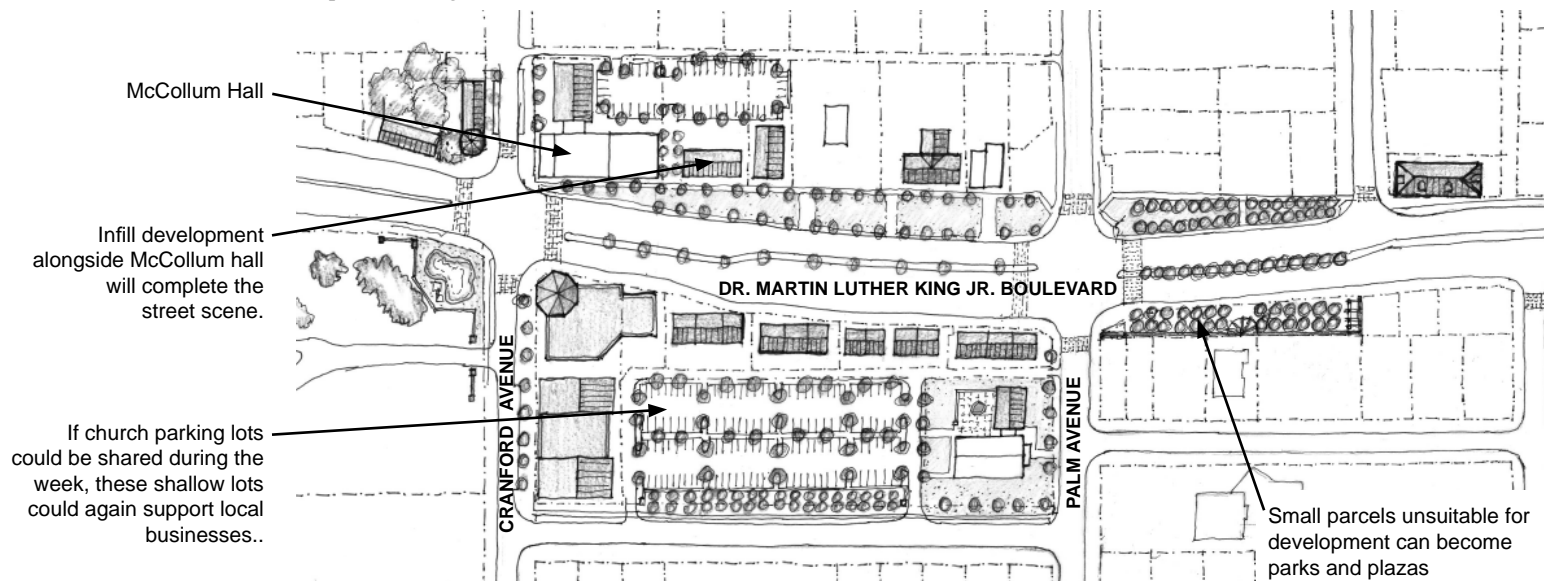 McCollum Hall
Infill development
alongside McCollum hall
will complete the
street scene.
DR. MARTIN LUTHER KING JR. BOULEVARD
CRANFORD AVENUE
PALM AVENUE
If church parking lots
could be shared during the
week, these shallow lots
could again support local
businesses..
Small parcels unsuitable for
development can become
parks and plazas